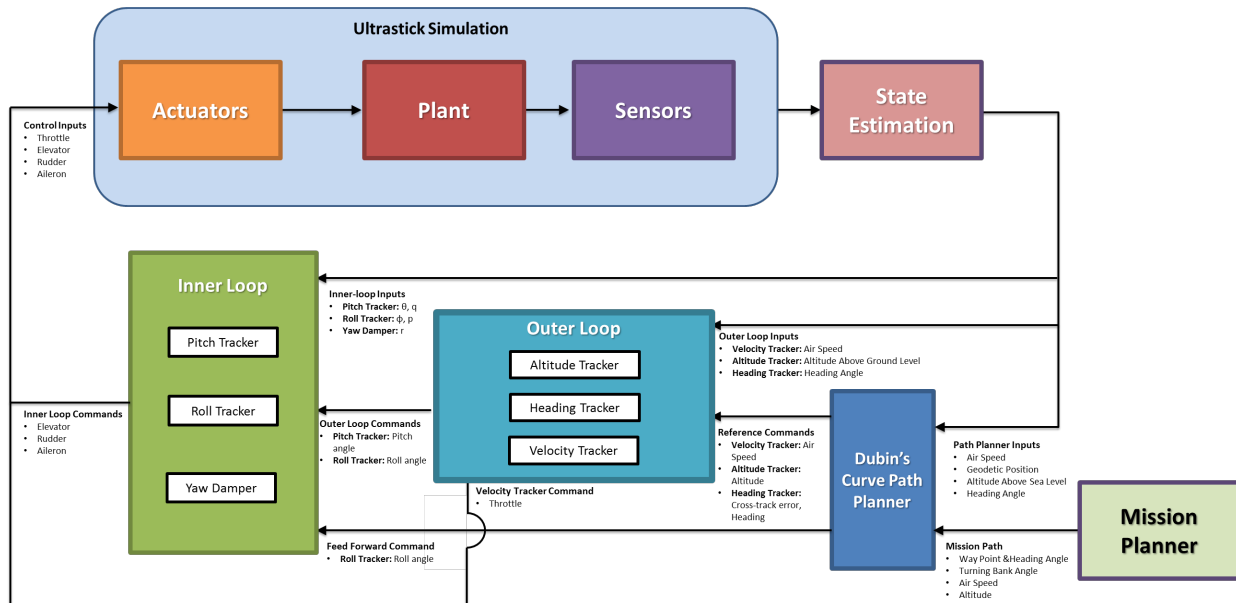 Ultrastick Simulation
Actuators
Plant
Sensors
State
Estimation
Control Inputs
• Throttle
• Elevator
• Rudder
• Aileron
Inner Loop
Pitch Tracker
Roll Tracker
Yaw Damper
Inner-loop Inputs
• Pitch Tracker: θ, q
• Roll Tracker: ϕ, p
• Yaw Damper: r
Outer Loop
Altitude Tracker
Heading Tracker
Velocity Tracker
Outer Loop Inputs
• Velocity Tracker: Air Speed
• Altitude Tracker: Altitude Above Ground Level
• Heading Tracker: Heading Angle
Inner Loop Commands
• Elevator
• Rudder
• Aileron
Outer Loop Commands
• Pitch Tracker: Pitch
angle
• Roll Tracker: Roll angle
Reference Commands
• Velocity Tracker: Air
Speed
• Altitude Tracker:
Altitude
• Heading Tracker:
Cross-track error,
Heading
Dubin's
Curve Path
Planner
Path Planner Inputs
• Air Speed
• Geodetic Position
• Altitude Above Sea Level
• Heading Angle
Velocity Tracker Command
• Throttle
Mission
Planner
Feed Forward Command
• Roll Tracker: Roll angle
Mission Path
• Way Point &Heading Angle
• Turning Bank Angle
• Air Speed
• Altitude